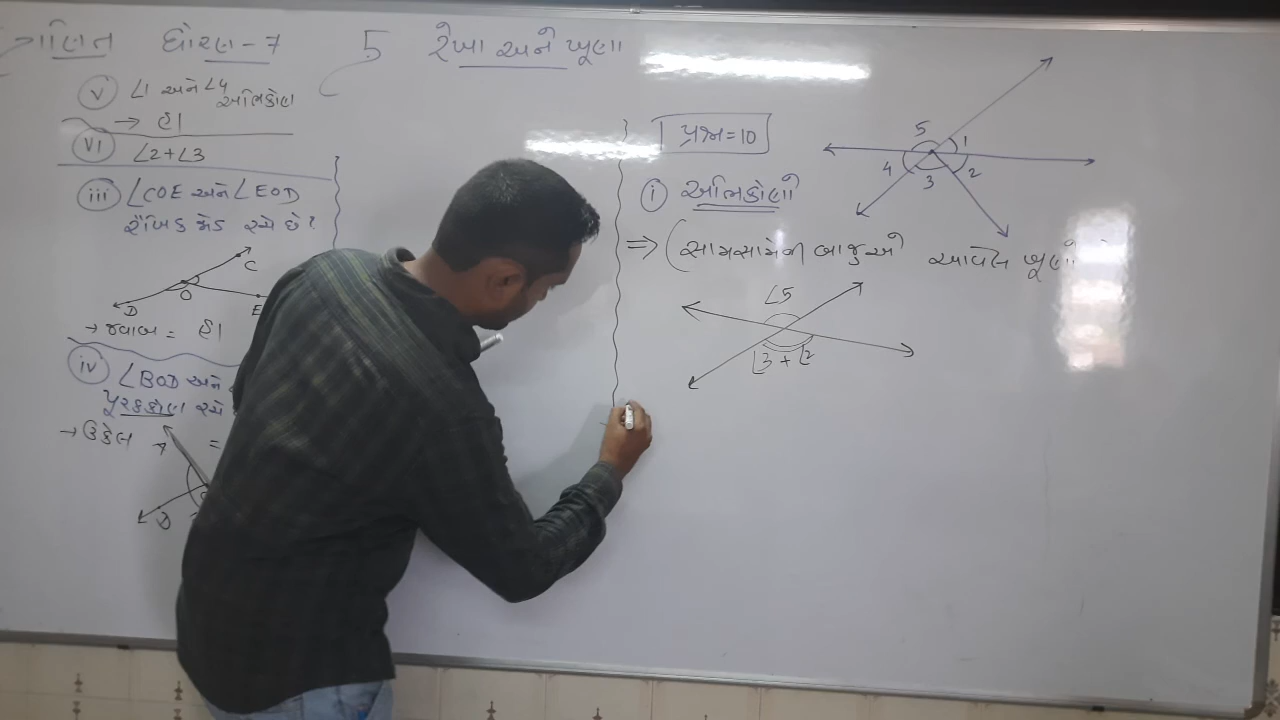 ગણિત ધોરણ - 7 5 રેખા અને ખૂણા
v ∠1 અને ∠4 અભિકોણ
→ હા
vi ∠2+∠3
iii ∠COE અને ∠EOD
રૈખિક જોડ રચે છે?
C
O
D
E
→ જવાબ = હા
iv ∠BOD અને
પૂરકકોણ રચે
→ ઉકેલ =
D
પ્રશ્ન = 10
i અભિકોણો
⇒ (સામસામેની બાજુએ આવેલ ખૂણા
5
1
4
3
2
∠5
∠3 + ∠2